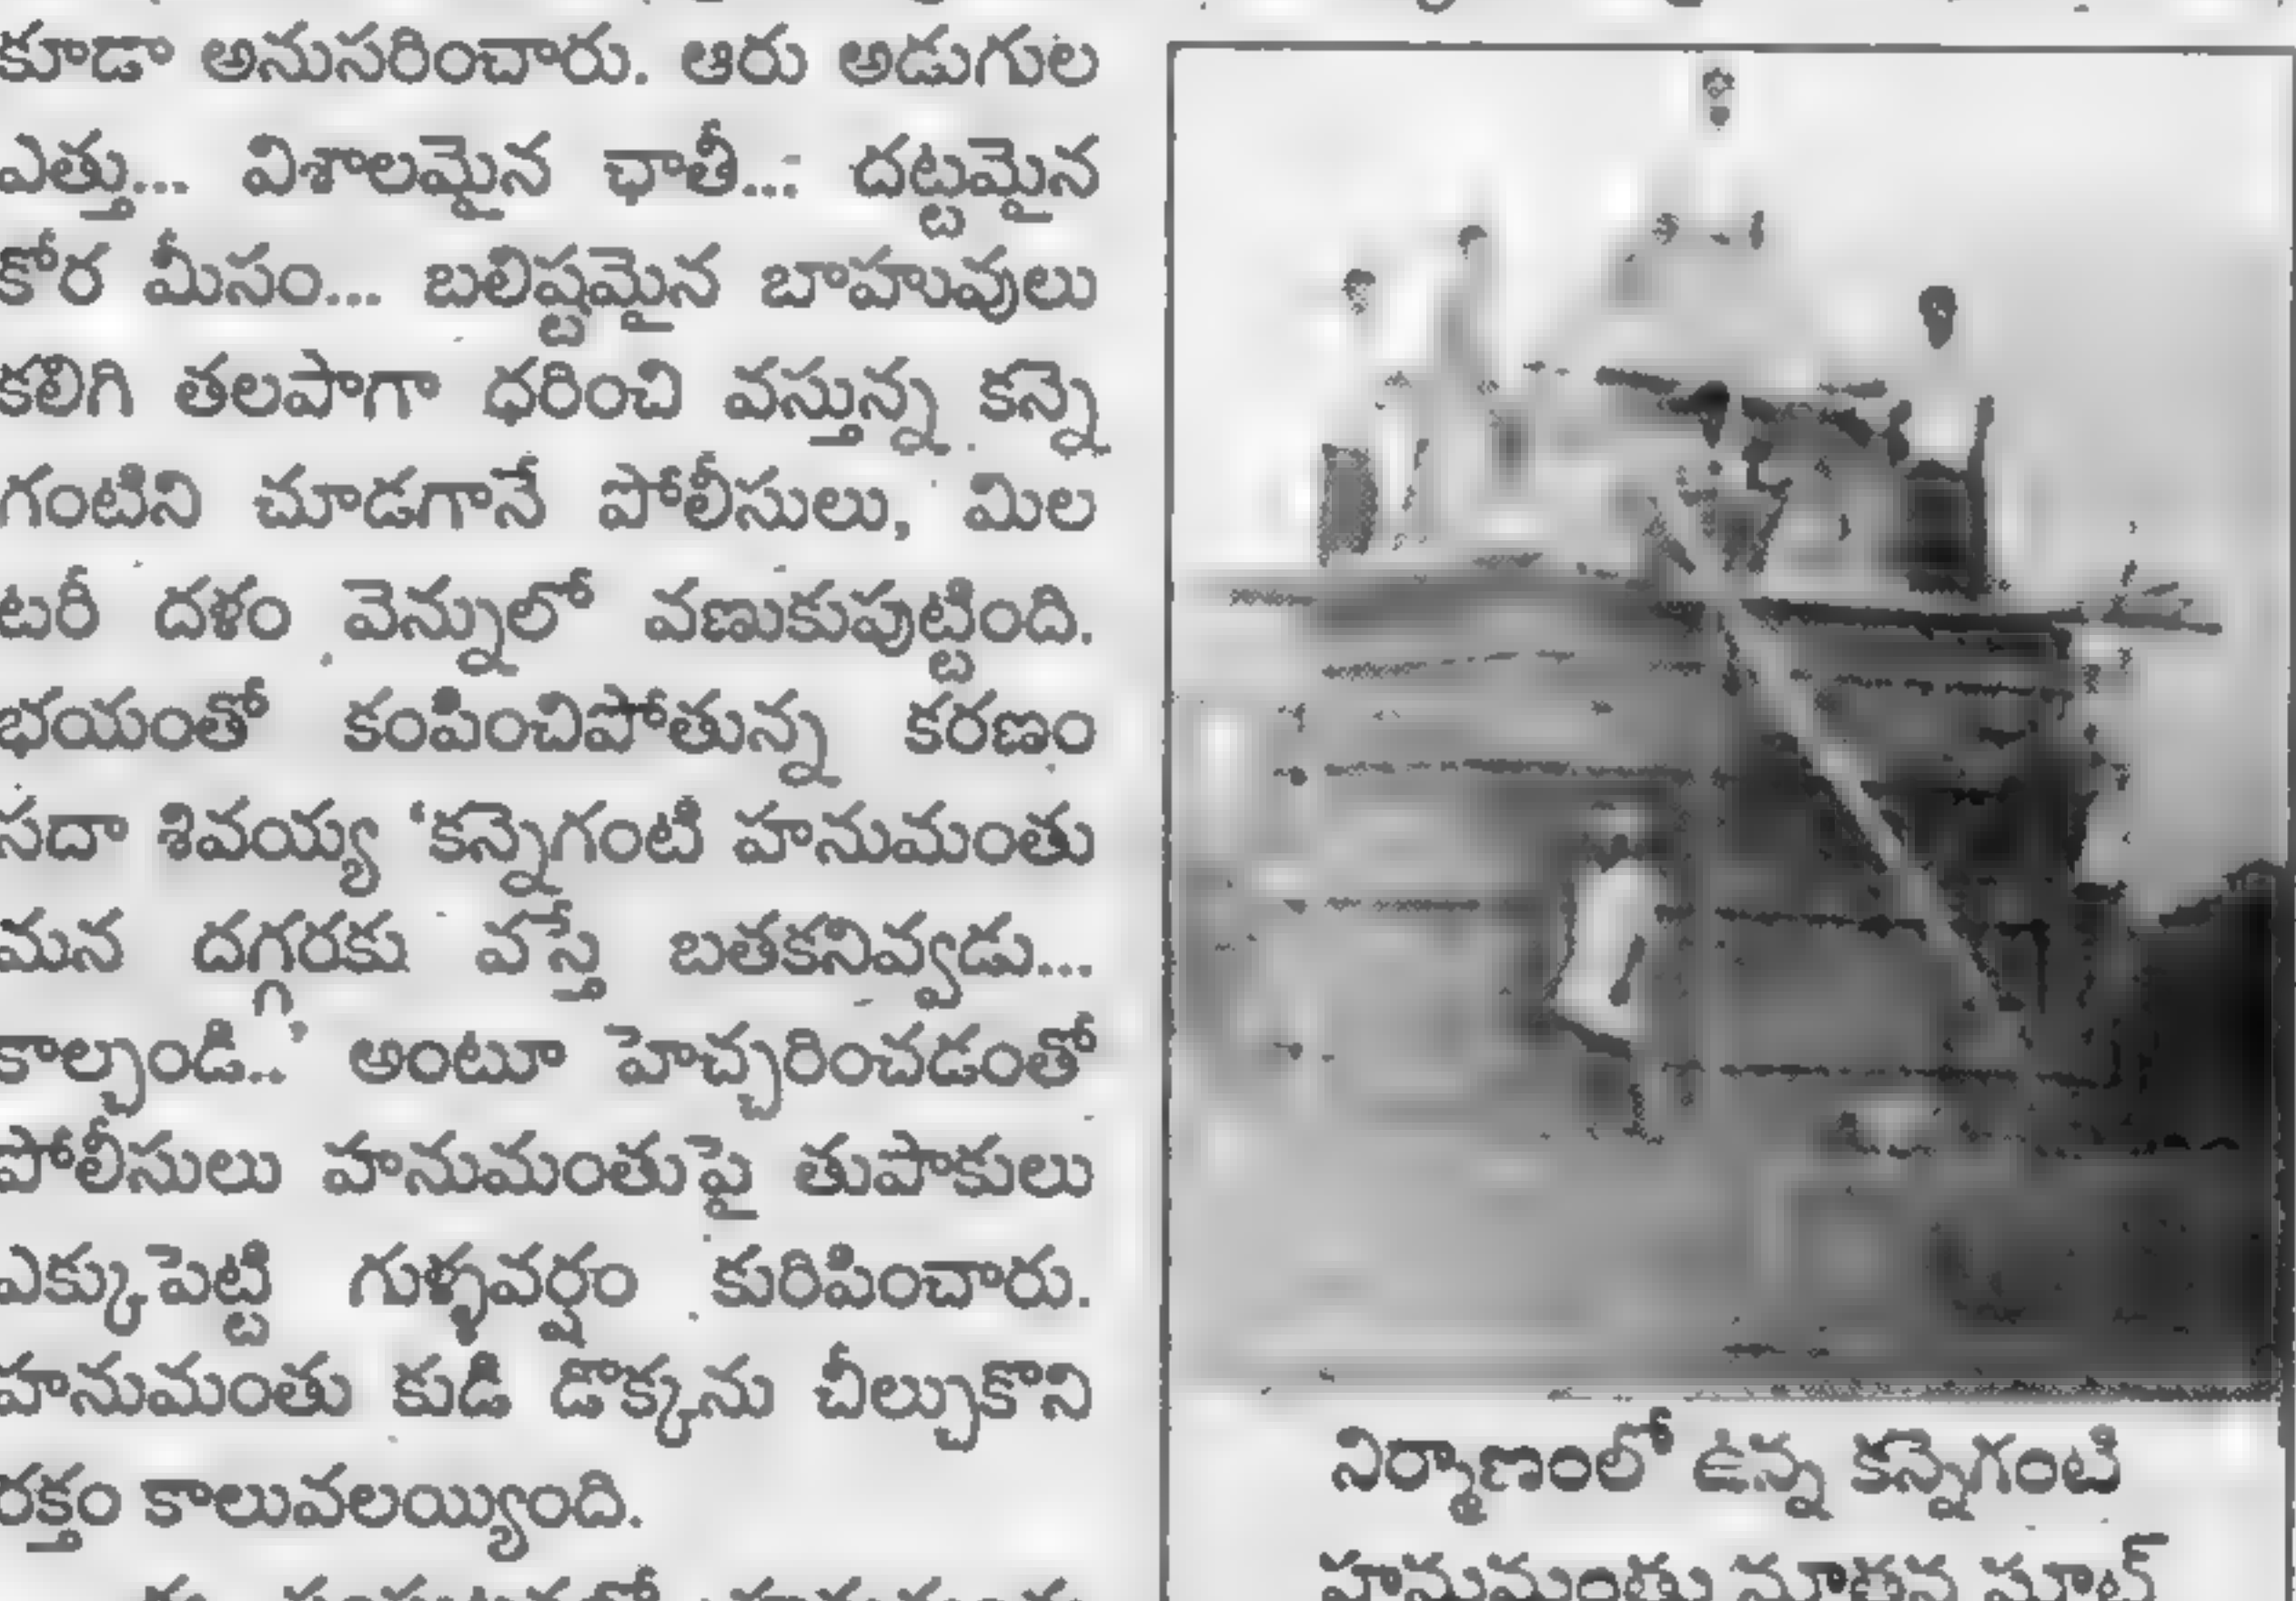 కూడా అనుసరించారు. ఆరు అడుగుల
ఎత్తు... విశాలమైన ఛాతీ... దట్టమైన
కోర మీసం... బలిష్టమైన బాహువులు
కలిగి తలపాగా ధరించి వస్తున్న కన్నె
గంటిని చూడగానే పోలీసులు, మిల
టరీ దళం వెన్నులో వణుకుపుట్టింది.
భయంతో కంపించిపోతున్న కరణం
సదా శివయ్య ‘కన్నెగంటి హనుమంతు
మన దగ్గరకు వస్తే బతకనివ్వడు...
కాల్చండి..’ అంటూ హెచ్చరించడంతో
పోలీసులు హనుమంతుపై తుపాకులు
ఎక్కుపెట్టి గుళ్ళవర్షం కురిపించారు.
హనుమంతు కుడి డొక్కను చీల్చుకొని
రక్తం కాలువలయ్యింది.
నిర్మాణంలో ఉన్న కన్నెగంటి
హనుమంతు నూతన ఘాట్